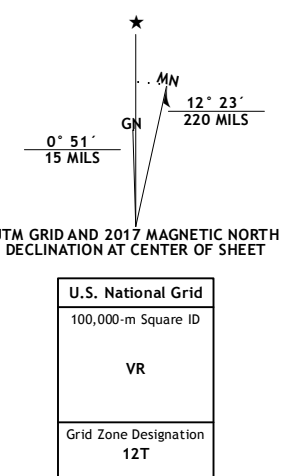 ★
MN
12° 23´
220 MILS
GN
0° 51´
15 MILS
UTM GRID AND 2017 MAGNETIC NORTH
DECLINATION AT CENTER OF SHEET
U.S. National Grid
100,000-m Square ID
VR
Grid Zone Designation
12T